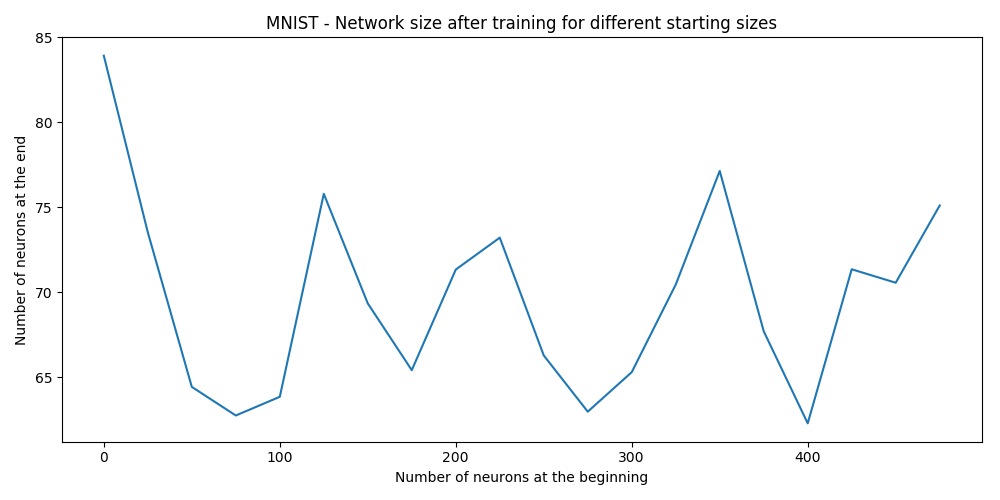 MNIST - Network size after training for different starting sizes
85
80
75
70
65
Number of neurons at the end
0 100 200 300 400
Number of neurons at the beginning